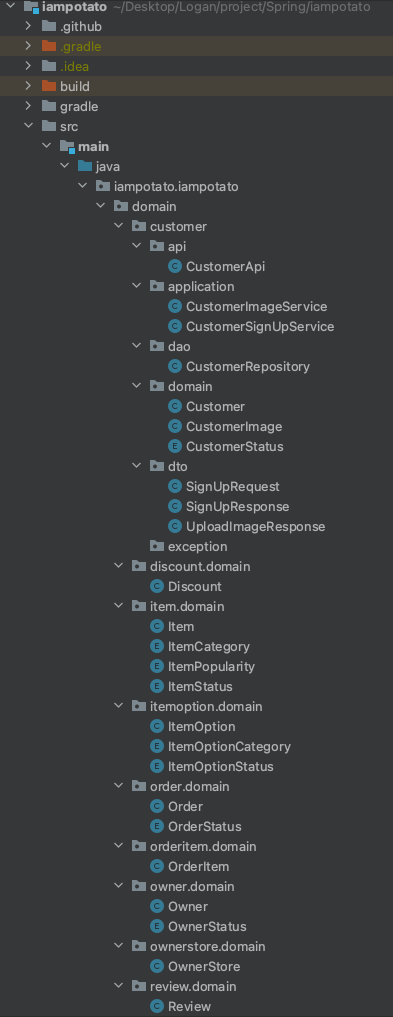 iampotato ~/Desktop/Logan/project/Spring/iampotato
.github
.gradle
.idea
build
gradle
src
main
java
iampotato.iampotato
domain
customer
api
C CustomerApi
application
C CustomerImageService
C CustomerSignUpService
dao
C CustomerRepository
domain
C Customer
C CustomerImage
E CustomerStatus
dto
C SignUpRequest
C SignUpResponse
C UploadImageResponse
exception
discount.domain
C Discount
item.domain
C Item
E ItemCategory
E ItemPopularity
E ItemStatus
itemoption.domain
C ItemOption
E ItemOptionCategory
E ItemOptionStatus
order.domain
C Order
E OrderStatus
orderitem.domain
C OrderItem
owner.domain
C Owner
E OwnerStatus
ownerstore.domain
C OwnerStore
review.domain
C Review